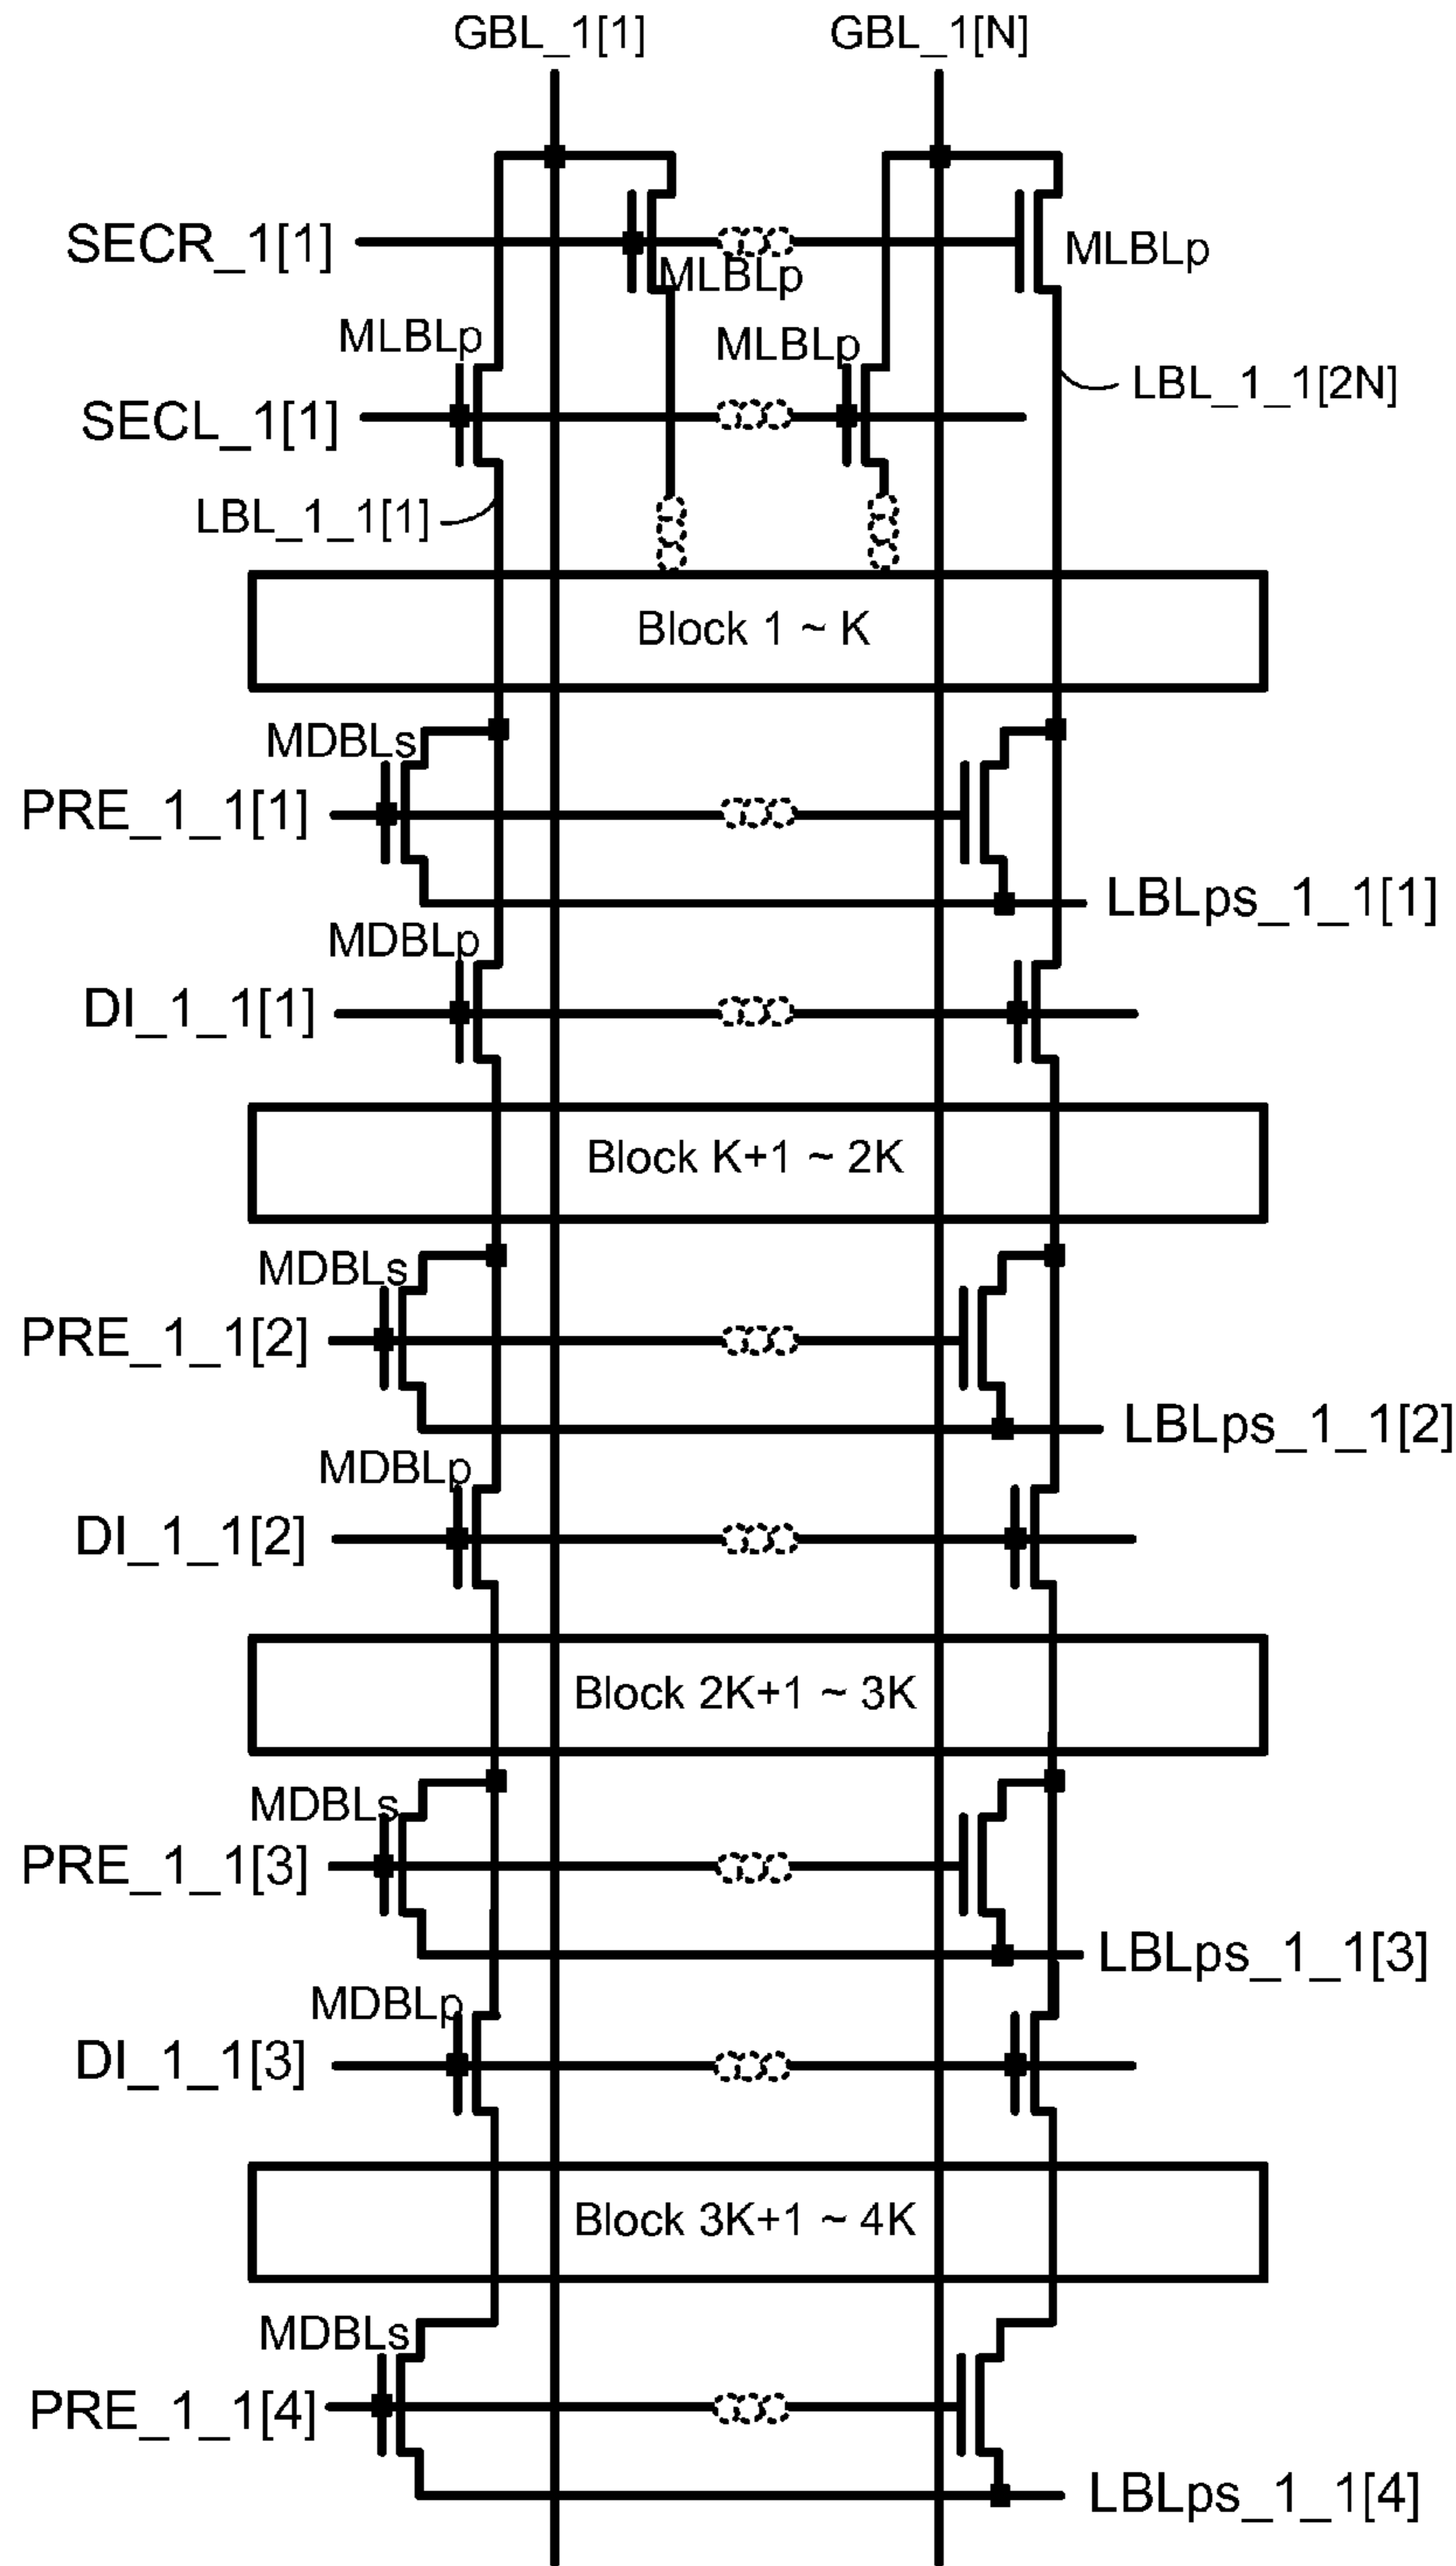 GBL_1[1] GBL_1[N]
SECR_1[1]
MLBLp
MLBLp
MLBLp
MLBLp
LBL_1_1[2N]
SECL_1[1]
LBL_1_1[1]
Block 1 ~ K
MDBLs
PRE_1_1[1]
LBLps_1_1[1]
MDBLp
DI_1_1[1]
Block K+1 ~ 2K
MDBLs
PRE_1_1[2]
LBLps_1_1[2]
MDBLp
DI_1_1[2]
Block 2K+1 ~ 3K
MDBLs
PRE_1_1[3]
LBLps_1_1[3]
MDBLp
DI_1_1[3]
Block 3K+1 ~ 4K
MDBLs
PRE_1_1[4]
LBLps_1_1[4]